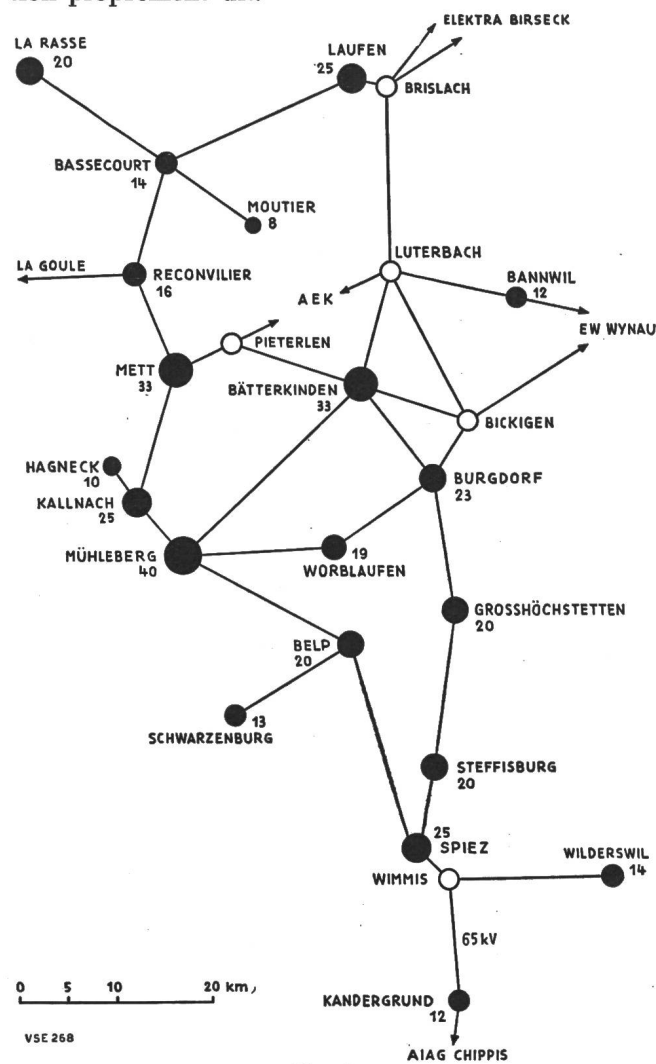 ELEKTRA BIRSECK
LA RASSE
20
LAUFEN
25
BRISLACH
BASSECOURT
14
MOUTIER
8
LA GOULE
RECONVILIER
16
LUTERBACH
BANNWIL
12
AEK
EW WYNAU
PIETERLEN
METT
33
BÄTTERKINDEN
33
BICKIGEN
HAGNECK
10
BURGDORF
23
KALLNACH
25
MÜHLEBERG
40
19
WORBLAUFEN
GROSSHÖCHSTETTEN
20
BELP
20
13
SCHWARZENBURG
STEFFISBURG
20
25
SPIEZ
WIMMIS
WILDERSWIL
14
65 kV
0 5 10 20 km
KANDERGRUND
12
VSE 268
AIAG CHIPPIS